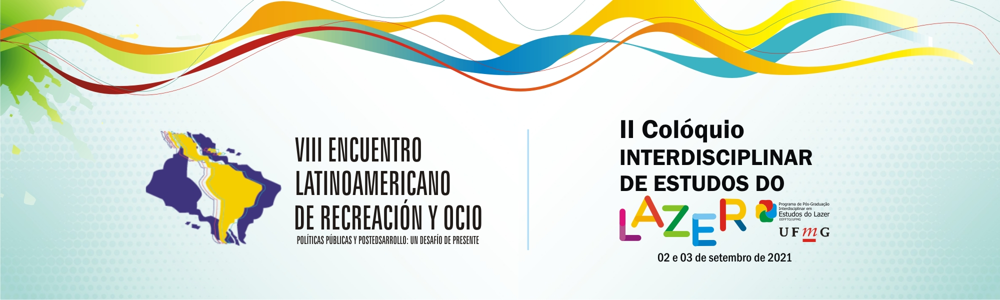 VIII ENCUENTRO
LATINOAMERICANO
DE RECREACIÓN Y OCIO
POLÍTICAS PÚBLICAS Y POSTEDSARROLLO: UN DESAFÍO DE PRESENTE
II Colóquio
INTERDISCIPLINAR
DE ESTUDOS DO
LAZER
Programa de Pós-Graduação
Interdisciplinar em
Estudos do Lazer
EEFFTO/UFMG
UFmG
02 e 03 de setembro de 2021